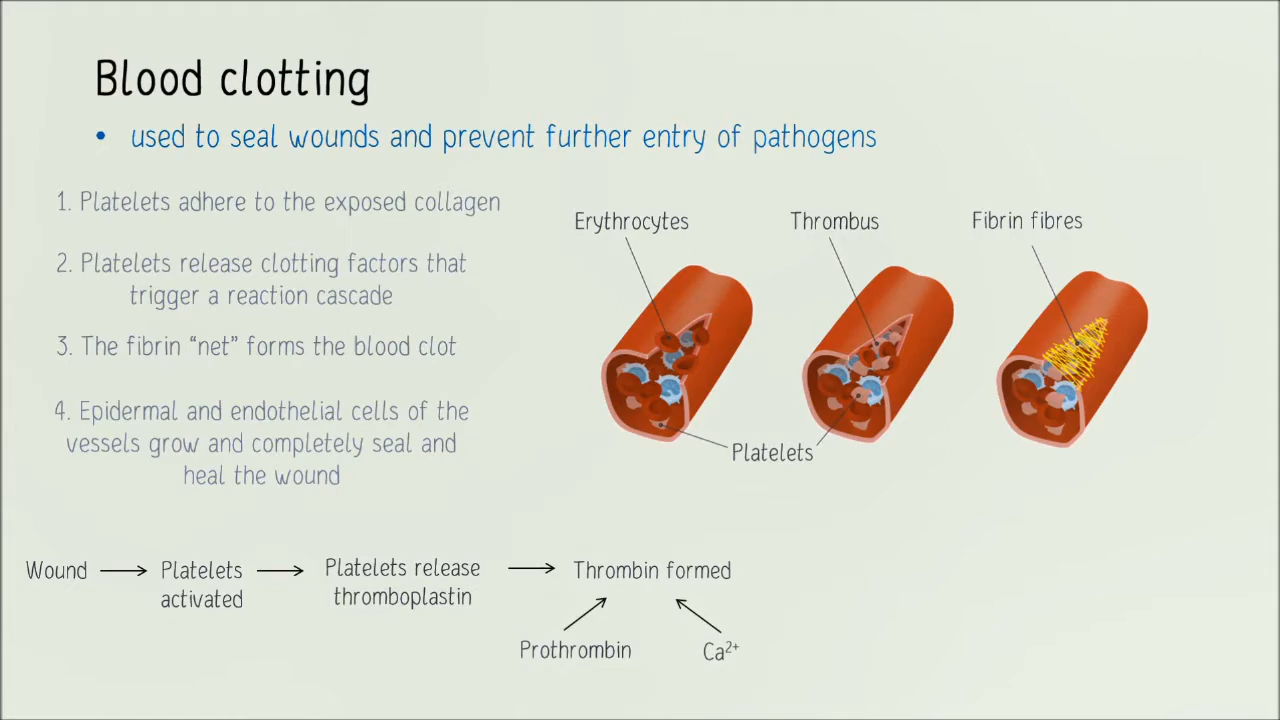 Blood clotting
• used to seal wounds and prevent further entry of pathogens
1. Platelets adhere to the exposed collagen
2. Platelets release clotting factors that
trigger a reaction cascade
3. The fibrin “net” forms the blood clot
4. Epidermal and endothelial cells of the
vessels grow and completely seal and
heal the wound
Erythrocytes
Thrombus
Fibrin fibres
Platelets
Wound
Platelets
activated
Platelets release
thromboplastin
Thrombin formed
Prothrombin
Ca²⁺